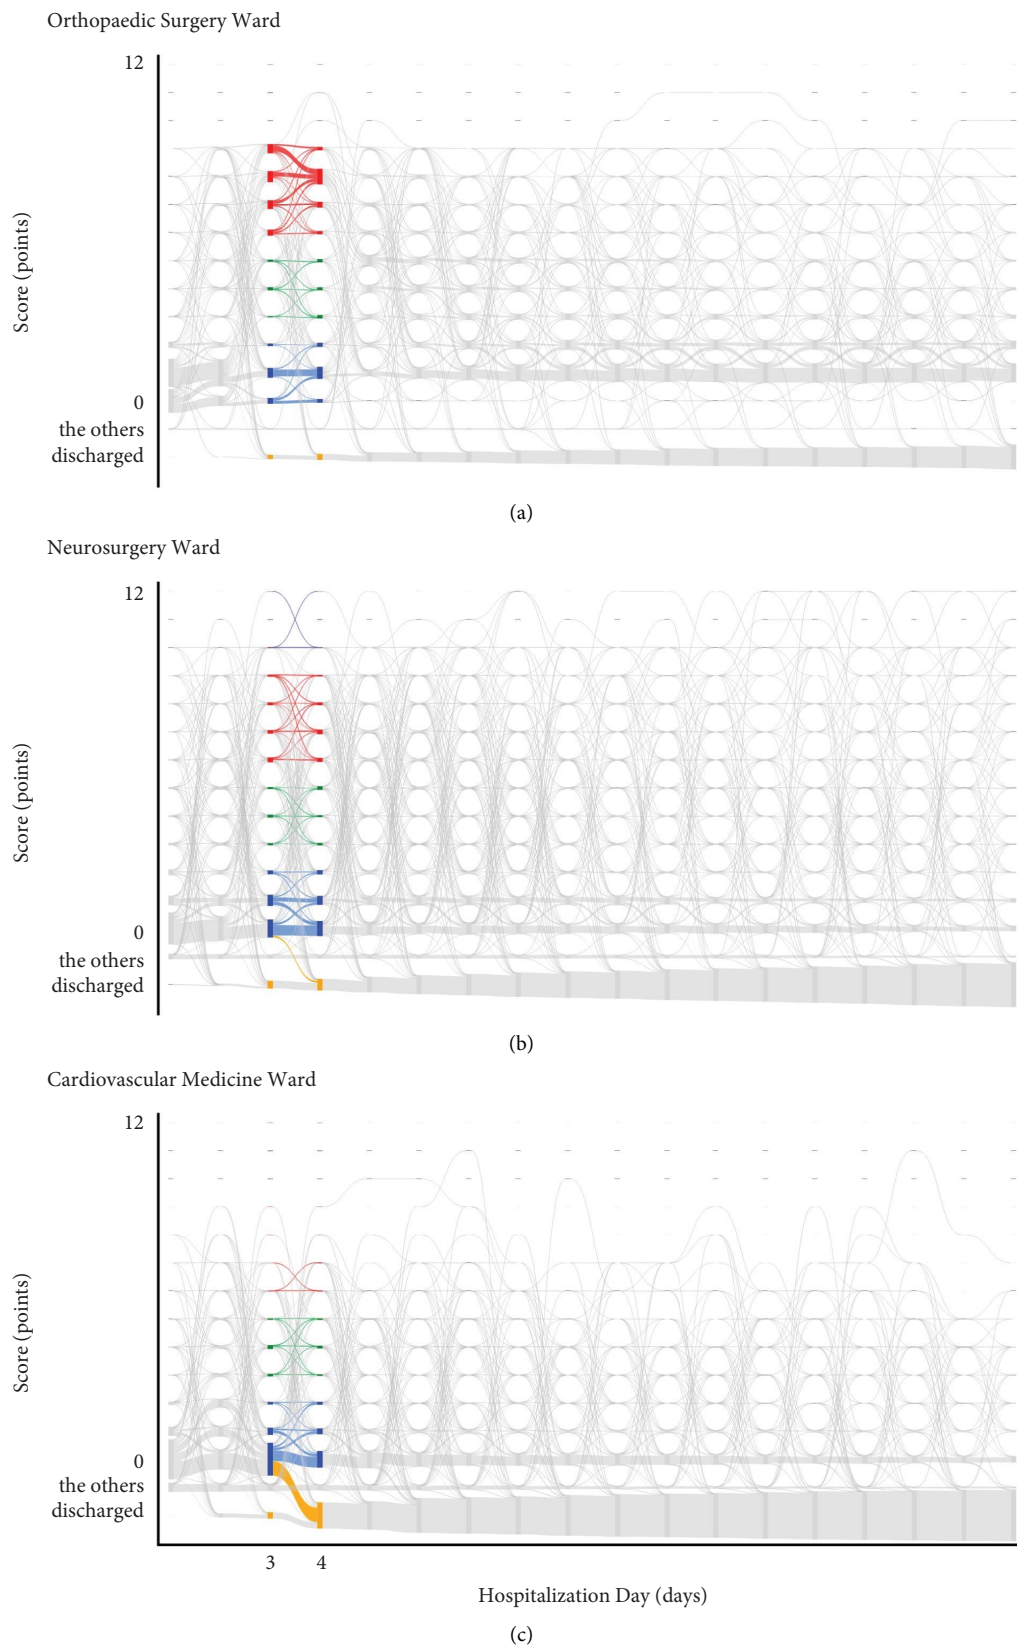 Orthopaedic Surgery Ward
12
Score (points)
0
the others
discharged
(a)
Neurosurgery Ward
12
Score (points)
0
the others
discharged
(b)
Cardiovascular Medicine Ward
12
Score (points)
0
the others
discharged
3 4
Hospitalization Day (days)
(c)